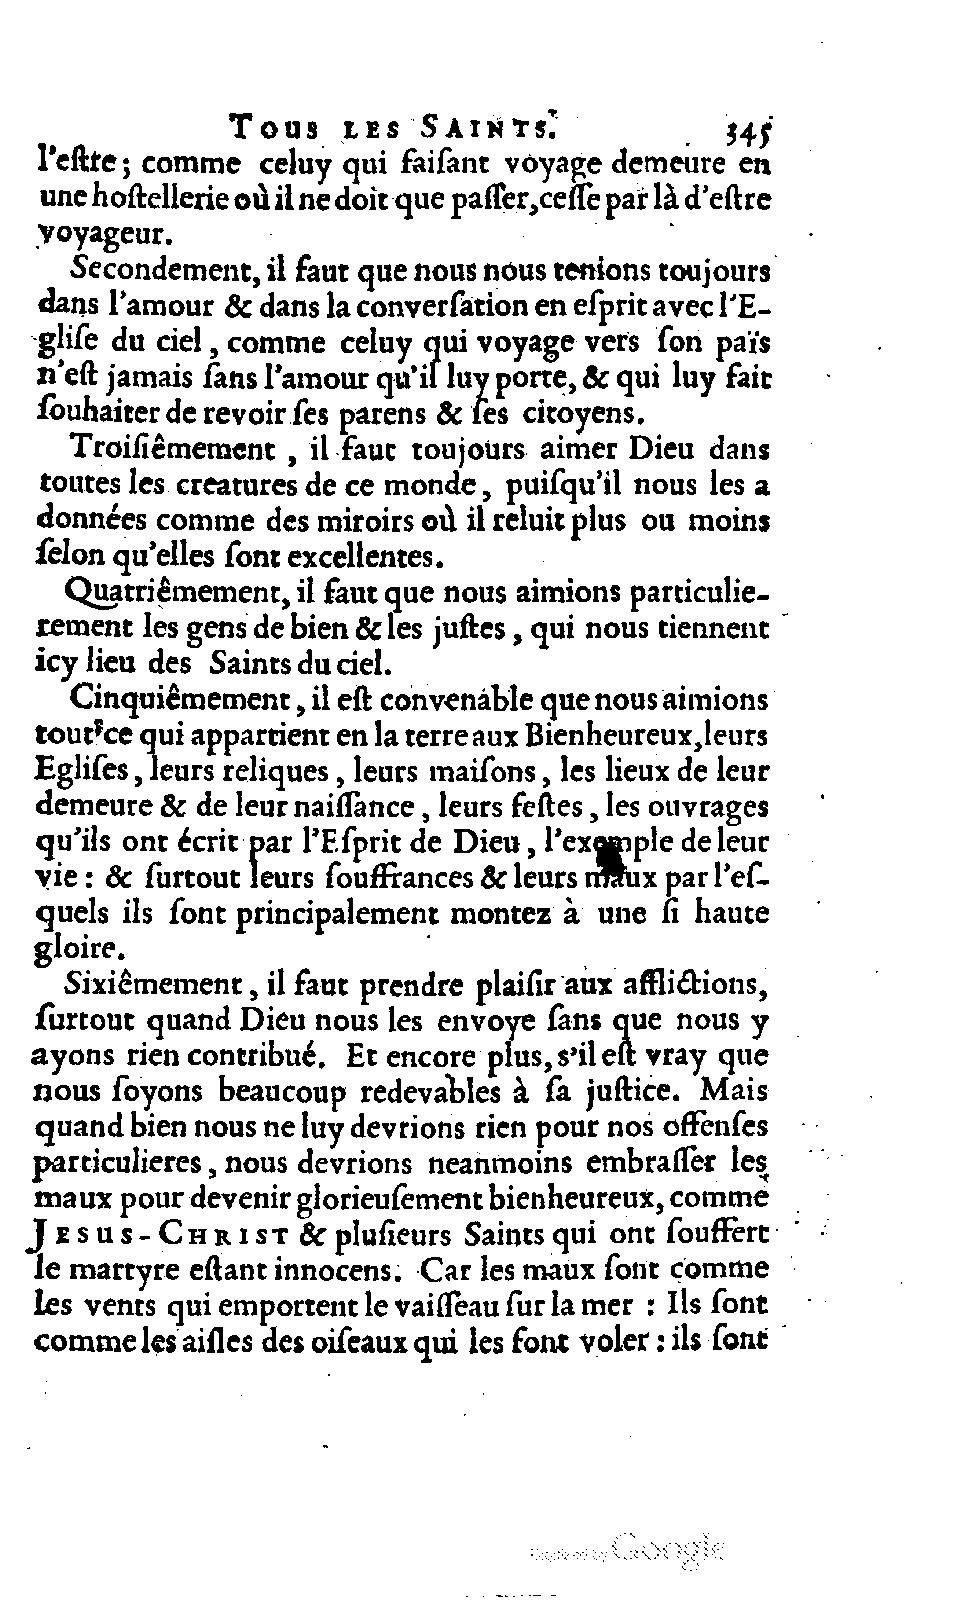 TOUS LES SAINTS. 345
l'eſtre ; comme celuy qui faiſant voyage demeure en
une hoſtellerie où il ne doit que paſſer, ceſſe par là d'eſtre
voyageur.
Secondement, il faut que nous nous tenions toujours
dans l'amour & dans la converſation en eſprit avec l'E-
gliſe du ciel, comme celuy qui voyage vers ſon païs
n'eſt jamais ſans l'amour qu'il luy porte, & qui luy fait
ſouhaiter de revoir ſes parens & ſes citoyens.
Troiſiêmement, il faut toujours aimer Dieu dans
toutes les creatures de ce monde, puiſqu'il nous les a
données comme des miroirs où il reluit plus ou moins
ſelon qu'elles ſont excellentes.
Quatriêmement, il faut que nous aimions particulie-
rement les gens de bien & les juſtes, qui nous tiennent
icy lieu des Saints du ciel.
Cinquiêmement, il eſt convenable que nous aimions
tout ce qui appartient en la terre aux Bienheureux, leurs
Egliſes, leurs reliques, leurs maiſons, les lieux de leur
demeure & de leur naiſſance, leurs feſtes, les ouvrages
qu'ils ont écrit par l'Eſprit de Dieu, l'exemple de leur
vie : & ſurtout leurs ſouffrances & leurs maux par l'eſ-
quels ils ſont principalement montez à une ſi haute
gloire.
Sixiêmement, il faut prendre plaiſir aux afflictions,
ſurtout quand Dieu nous les envoye ſans que nous y
ayons rien contribué. Et encore plus, s'il eſt vray que
nous ſoyons beaucoup redevables à ſa juſtice. Mais
quand bien nous ne luy devrions rien pour nos offenſes
particulieres, nous devrions neanmoins embraſſer les
maux pour devenir glorieuſement bienheureux, comme
JESUS-CHRIST & pluſieurs Saints qui ont ſouffert
le martyre eſtant innocens. Car les maux ſont comme
les vents qui emportent le vaiſſeau ſur la mer : Ils ſont
comme les aiſles des oiſeaux qui les font voler : ils ſont
Google